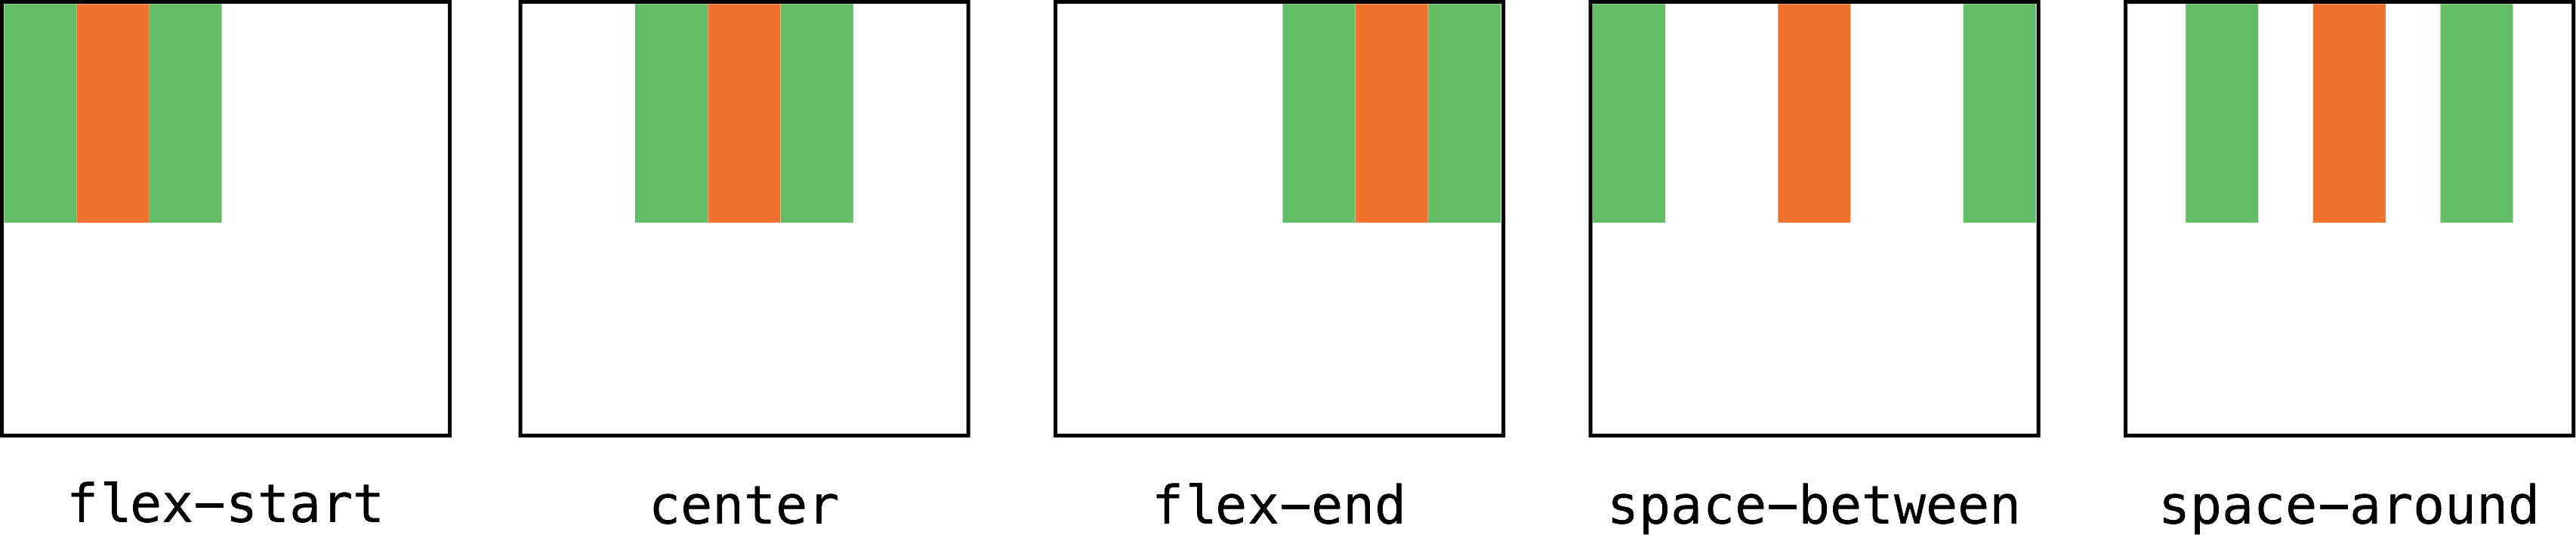 flex-start
center
flex-end
space-between
space-around